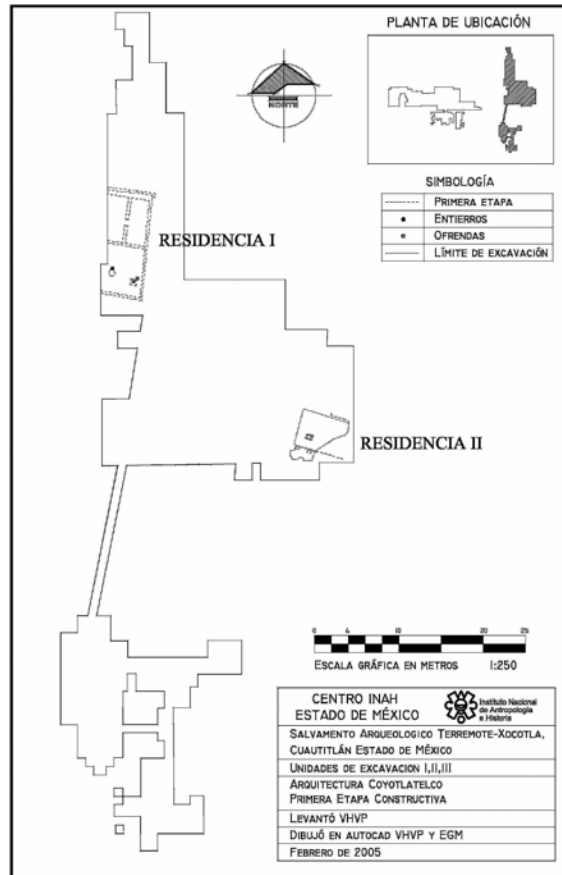 PLANTA DE UBICACIÓN
NORTE
SIMBOLOGÍA
PRIMERA ETAPA
ENTIERROS
OFRENDAS
LÍMITE DE EXCAVACIÓN
RESIDENCIA I
RESIDENCIA II
0 4 10 20 25
ESCALA GRÁFICA EN METROS 1:250
CENTRO INAH
ESTADO DE MÉXICO
Instituto Nacional
de Antropología
e Historia
SALVAMENTO ARQUEOLOGICO TERREMOTE-XOCOTLA,
CUAUTITLÁN ESTADO DE MÉXICO
UNIDADES DE EXCAVACION I,II,III
ARQUITECTURA COYOTLATELCO
PRIMERA ETAPA CONSTRUCTIVA
LEVANTÓ VHVP
DIBUJÓ EN AUTOCAD VHVP Y EGM
FEBRERO DE 2005